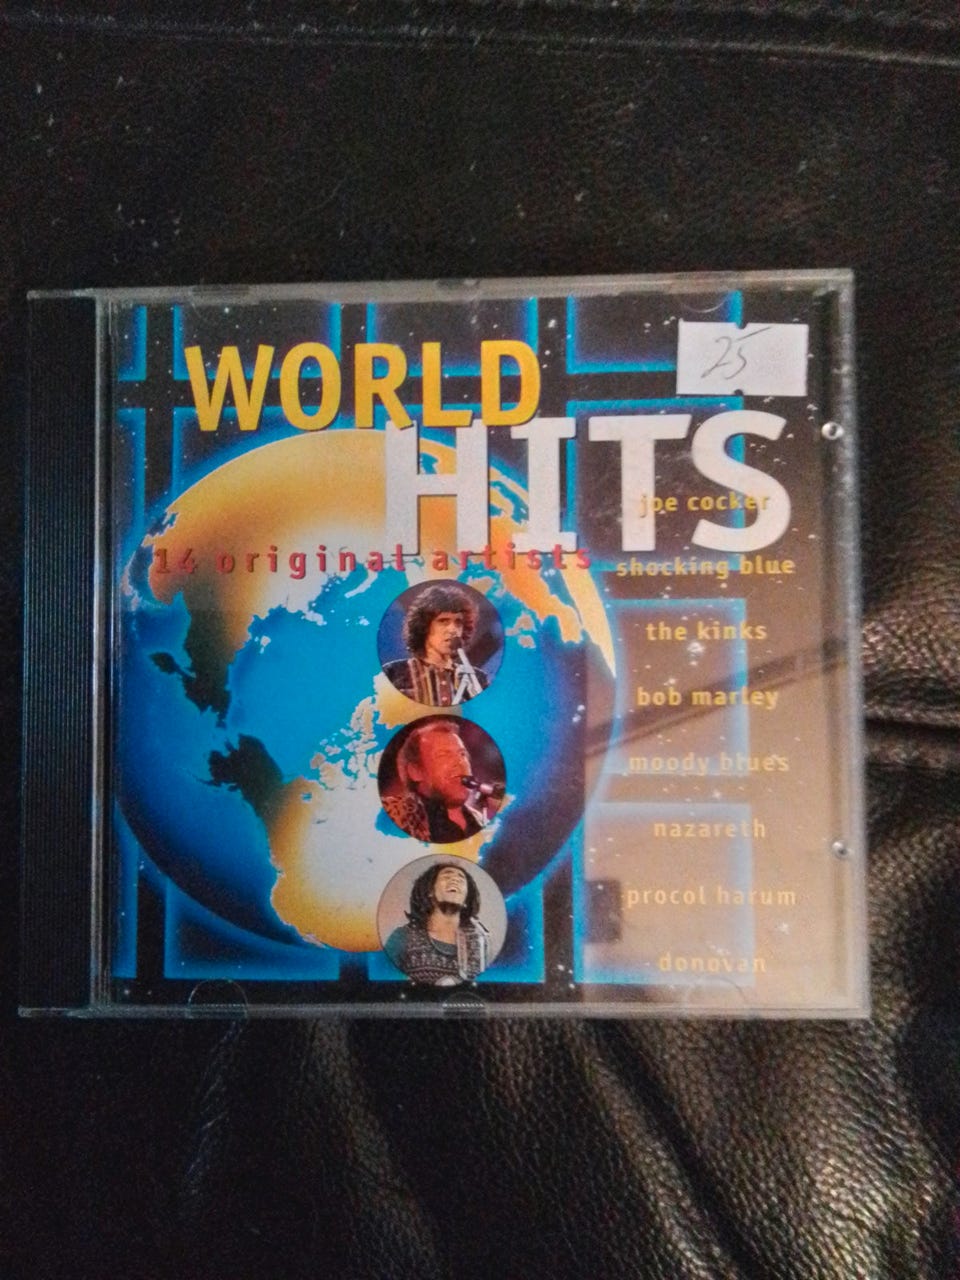 WORLD
25
HITS
14 original artists
joe cocker
shocking blue
the kinks
bob marley
moody blues
nazareth
procol harum
donovan